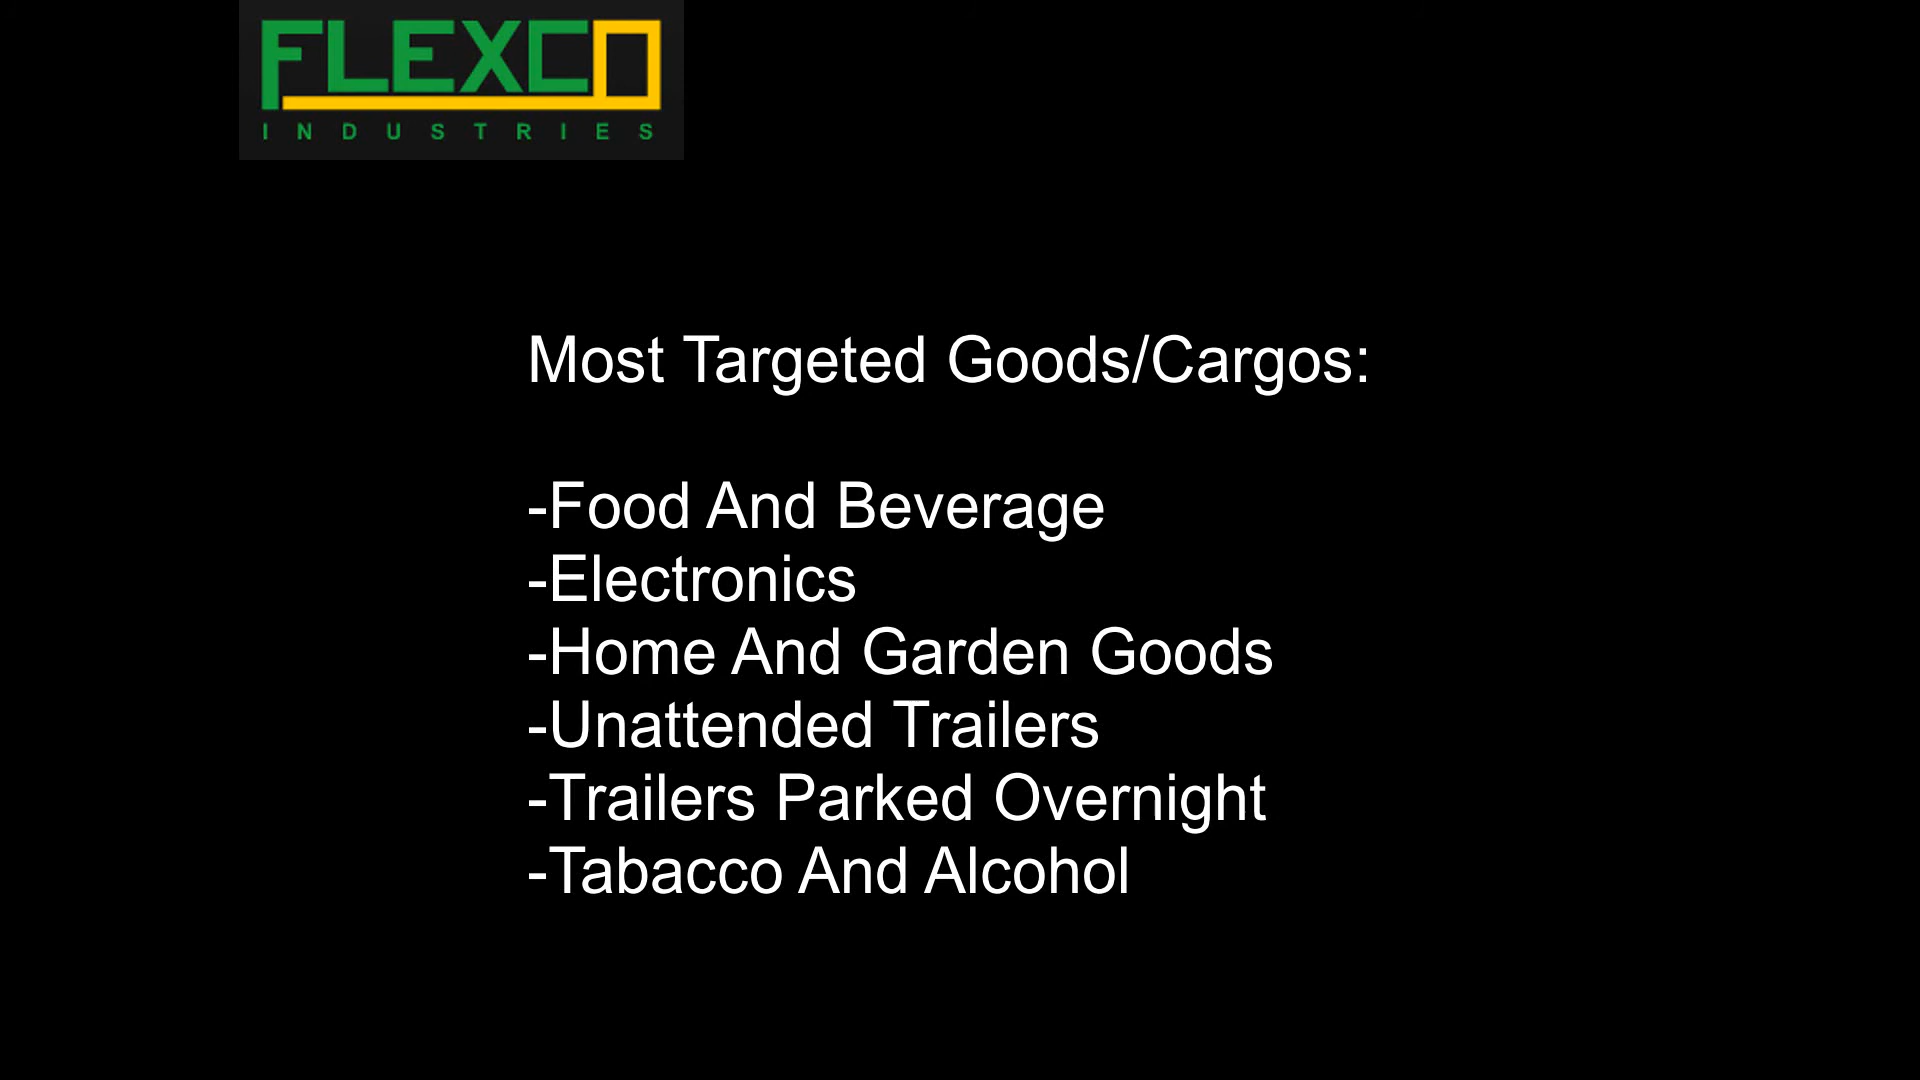 FLEXCO
INDUSTRIES
Most Targeted Goods/Cargos:
-Food And Beverage
-Electronics
-Home And Garden Goods
-Unattended Trailers
-Trailers Parked Overnight
-Tabacco And Alcohol